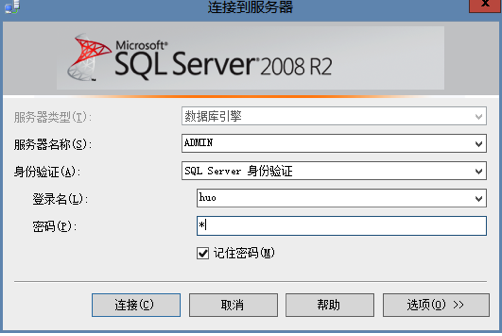 连接到服务器
x
Microsoft®
SQL Server® 2008 R2
服务器类型(T): 数据库引擎
服务器名称(S): ADMIN
身份验证(A): SQL Server 身份验证
登录名(L): huo
密码(P): *
记住密码(M)
连接(C) 取消 帮助 选项(O) >>